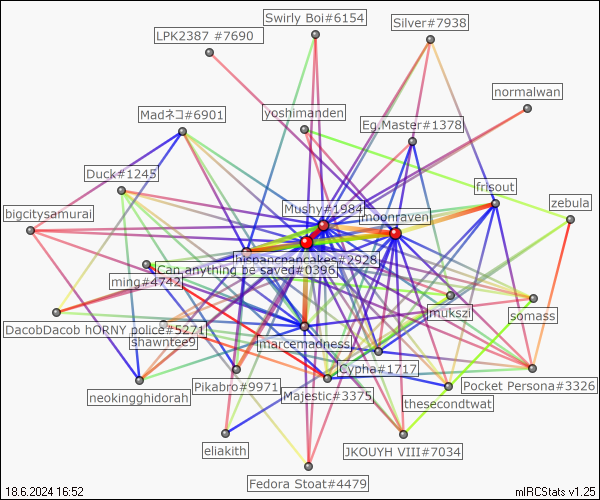 Swirly Boi#6154
Silver#7938
LPK2387 #7690
normalwan
yoshimanden
Madネコ#6901
Eg.Master#1378
Duck#1245
frisout
zebula
bigcitysamurai
Mushy#1984
moonraven
hispancpancakes#2928
Can anything be saved#0396
ming#4742
mukszi
somass
DacobDacob hORNY police#5271
shawntee9
marcemadness
Cypha#1717
Pikabro#9971
Pocket Persona#3326
neokingghidorah
Majestic#3375
thesecondtwat
eliakith
JKOUYH VIII#7034
Fedora Stoat#4479
18.6.2024 16:52
mIRCStats v1.25